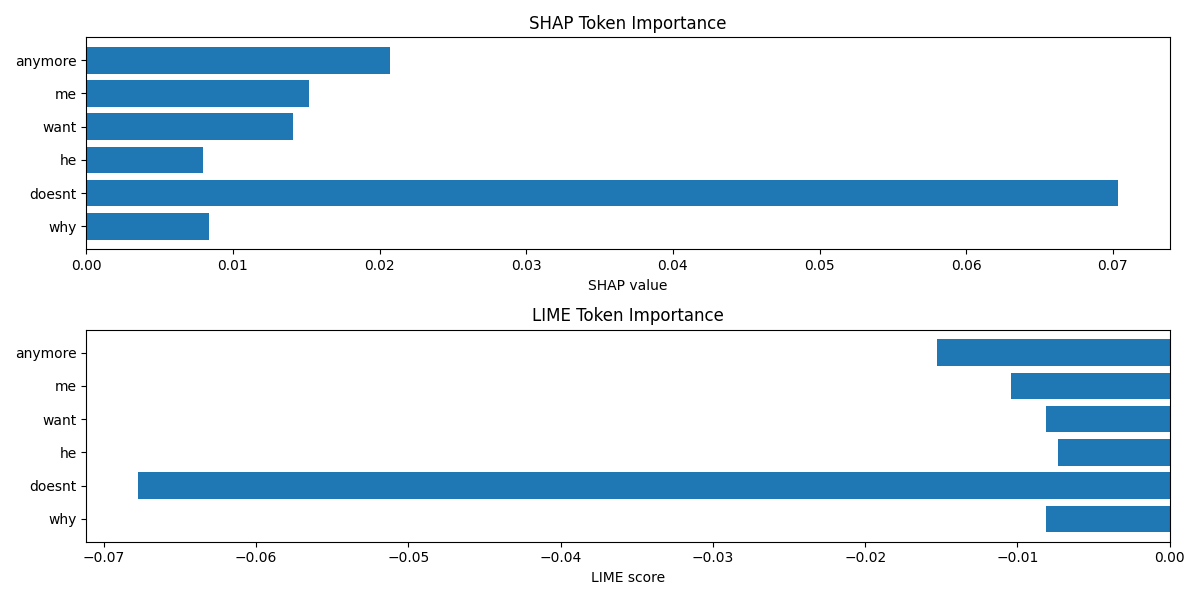 SHAP Token Importance
anymore
me
want
he
doesnt
why
0.00 0.01 0.02 0.03 0.04 0.05 0.06 0.07
SHAP value
LIME Token Importance
anymore
me
want
he
doesnt
why
−0.07 −0.06 −0.05 −0.04 −0.03 −0.02 −0.01 0.00
LIME score